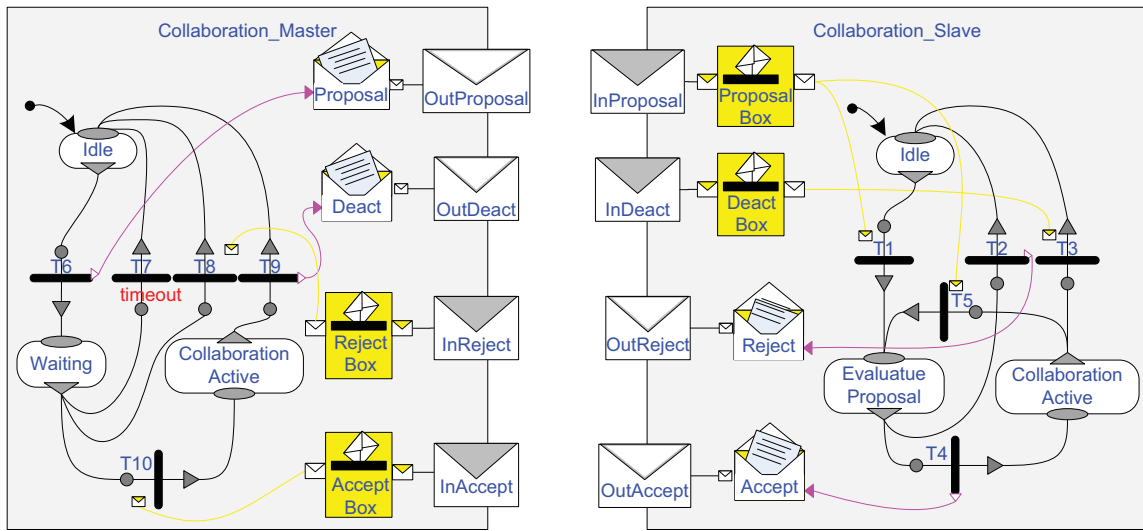 Collaboration_Master
Proposal
OutProposal
Idle
Deact
OutDeact
T6
T7
T8
T9
timeout
Waiting
Collaboration
Active
Reject
Box
InReject
T10
Accept
Box
InAccept
Collaboration_Slave
InProposal
Proposal
Box
Idle
InDeact
Deact
Box
T1
T2
T3
T5
OutReject
Reject
Evaluatue
Proposal
Collaboration
Active
T4
OutAccept
Accept